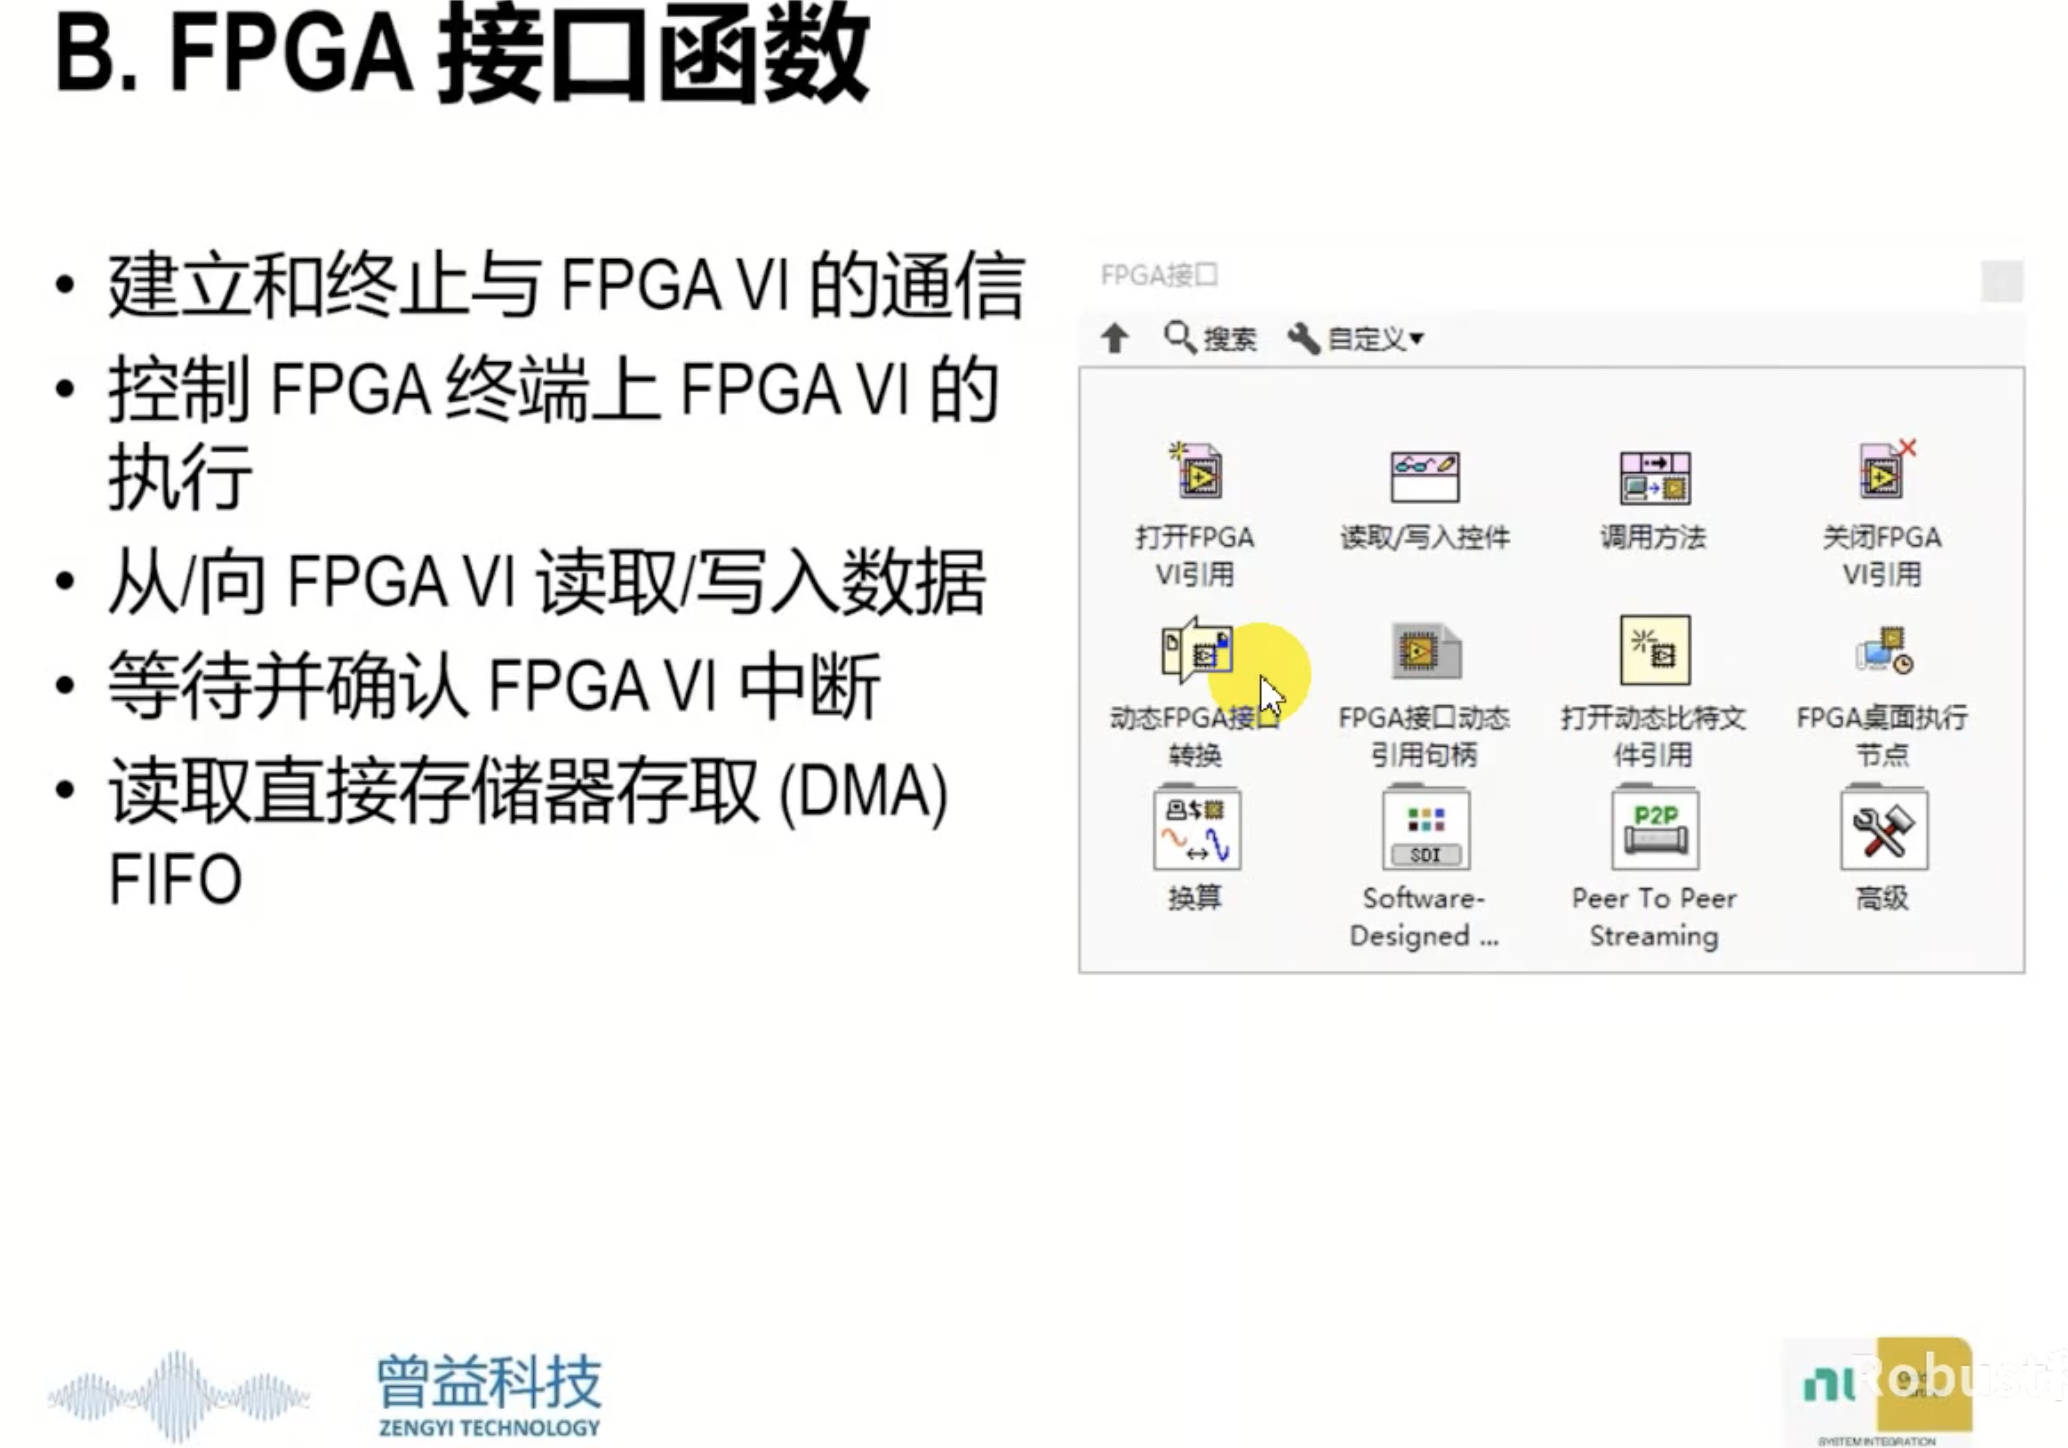 B. FPGA 接口函数
• 建立和终止与 FPGA VI 的通信
• 控制 FPGA 终端上 FPGA VI 的
执行
• 从/向 FPGA VI 读取/写入数据
• 等待并确认 FPGA VI 中断
• 读取直接存储器存取 (DMA)
FIFO
FPGA接口
搜索 自定义▾
打开FPGA
VI引用
读取/写入控件
调用方法
关闭FPGA
VI引用
动态FPGA接口
转换
FPGA接口动态
引用句柄
打开动态比特文
件引用
FPGA桌面执行
节点
SDI
P2P
换算
Software-
Designed ...
Peer To Peer
Streaming
高级
曾益科技
ZENGYI TECHNOLOGY
ni
Robust
SYSTEM INTEGRATION